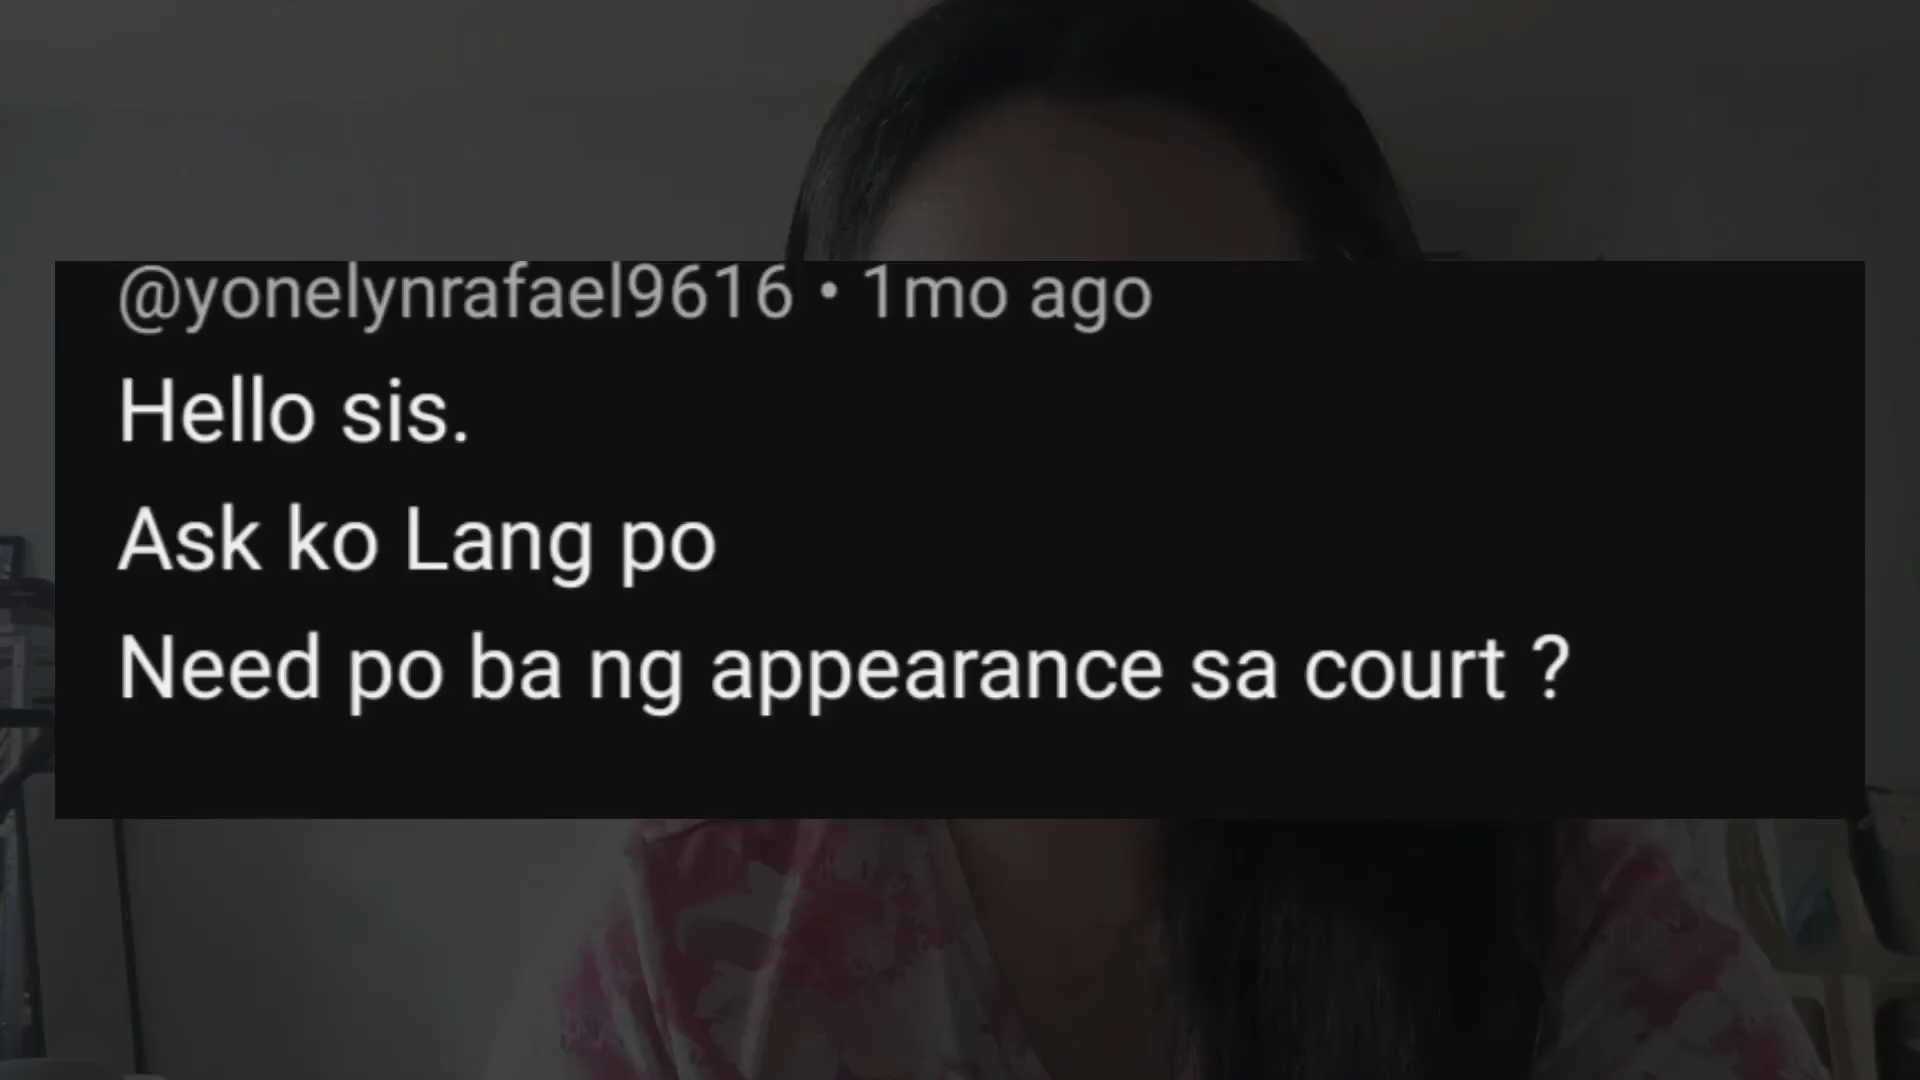 @yonelynrafael9616 • 1mo ago
Hello sis.
Ask ko Lang po
Need po ba ng appearance sa court ?